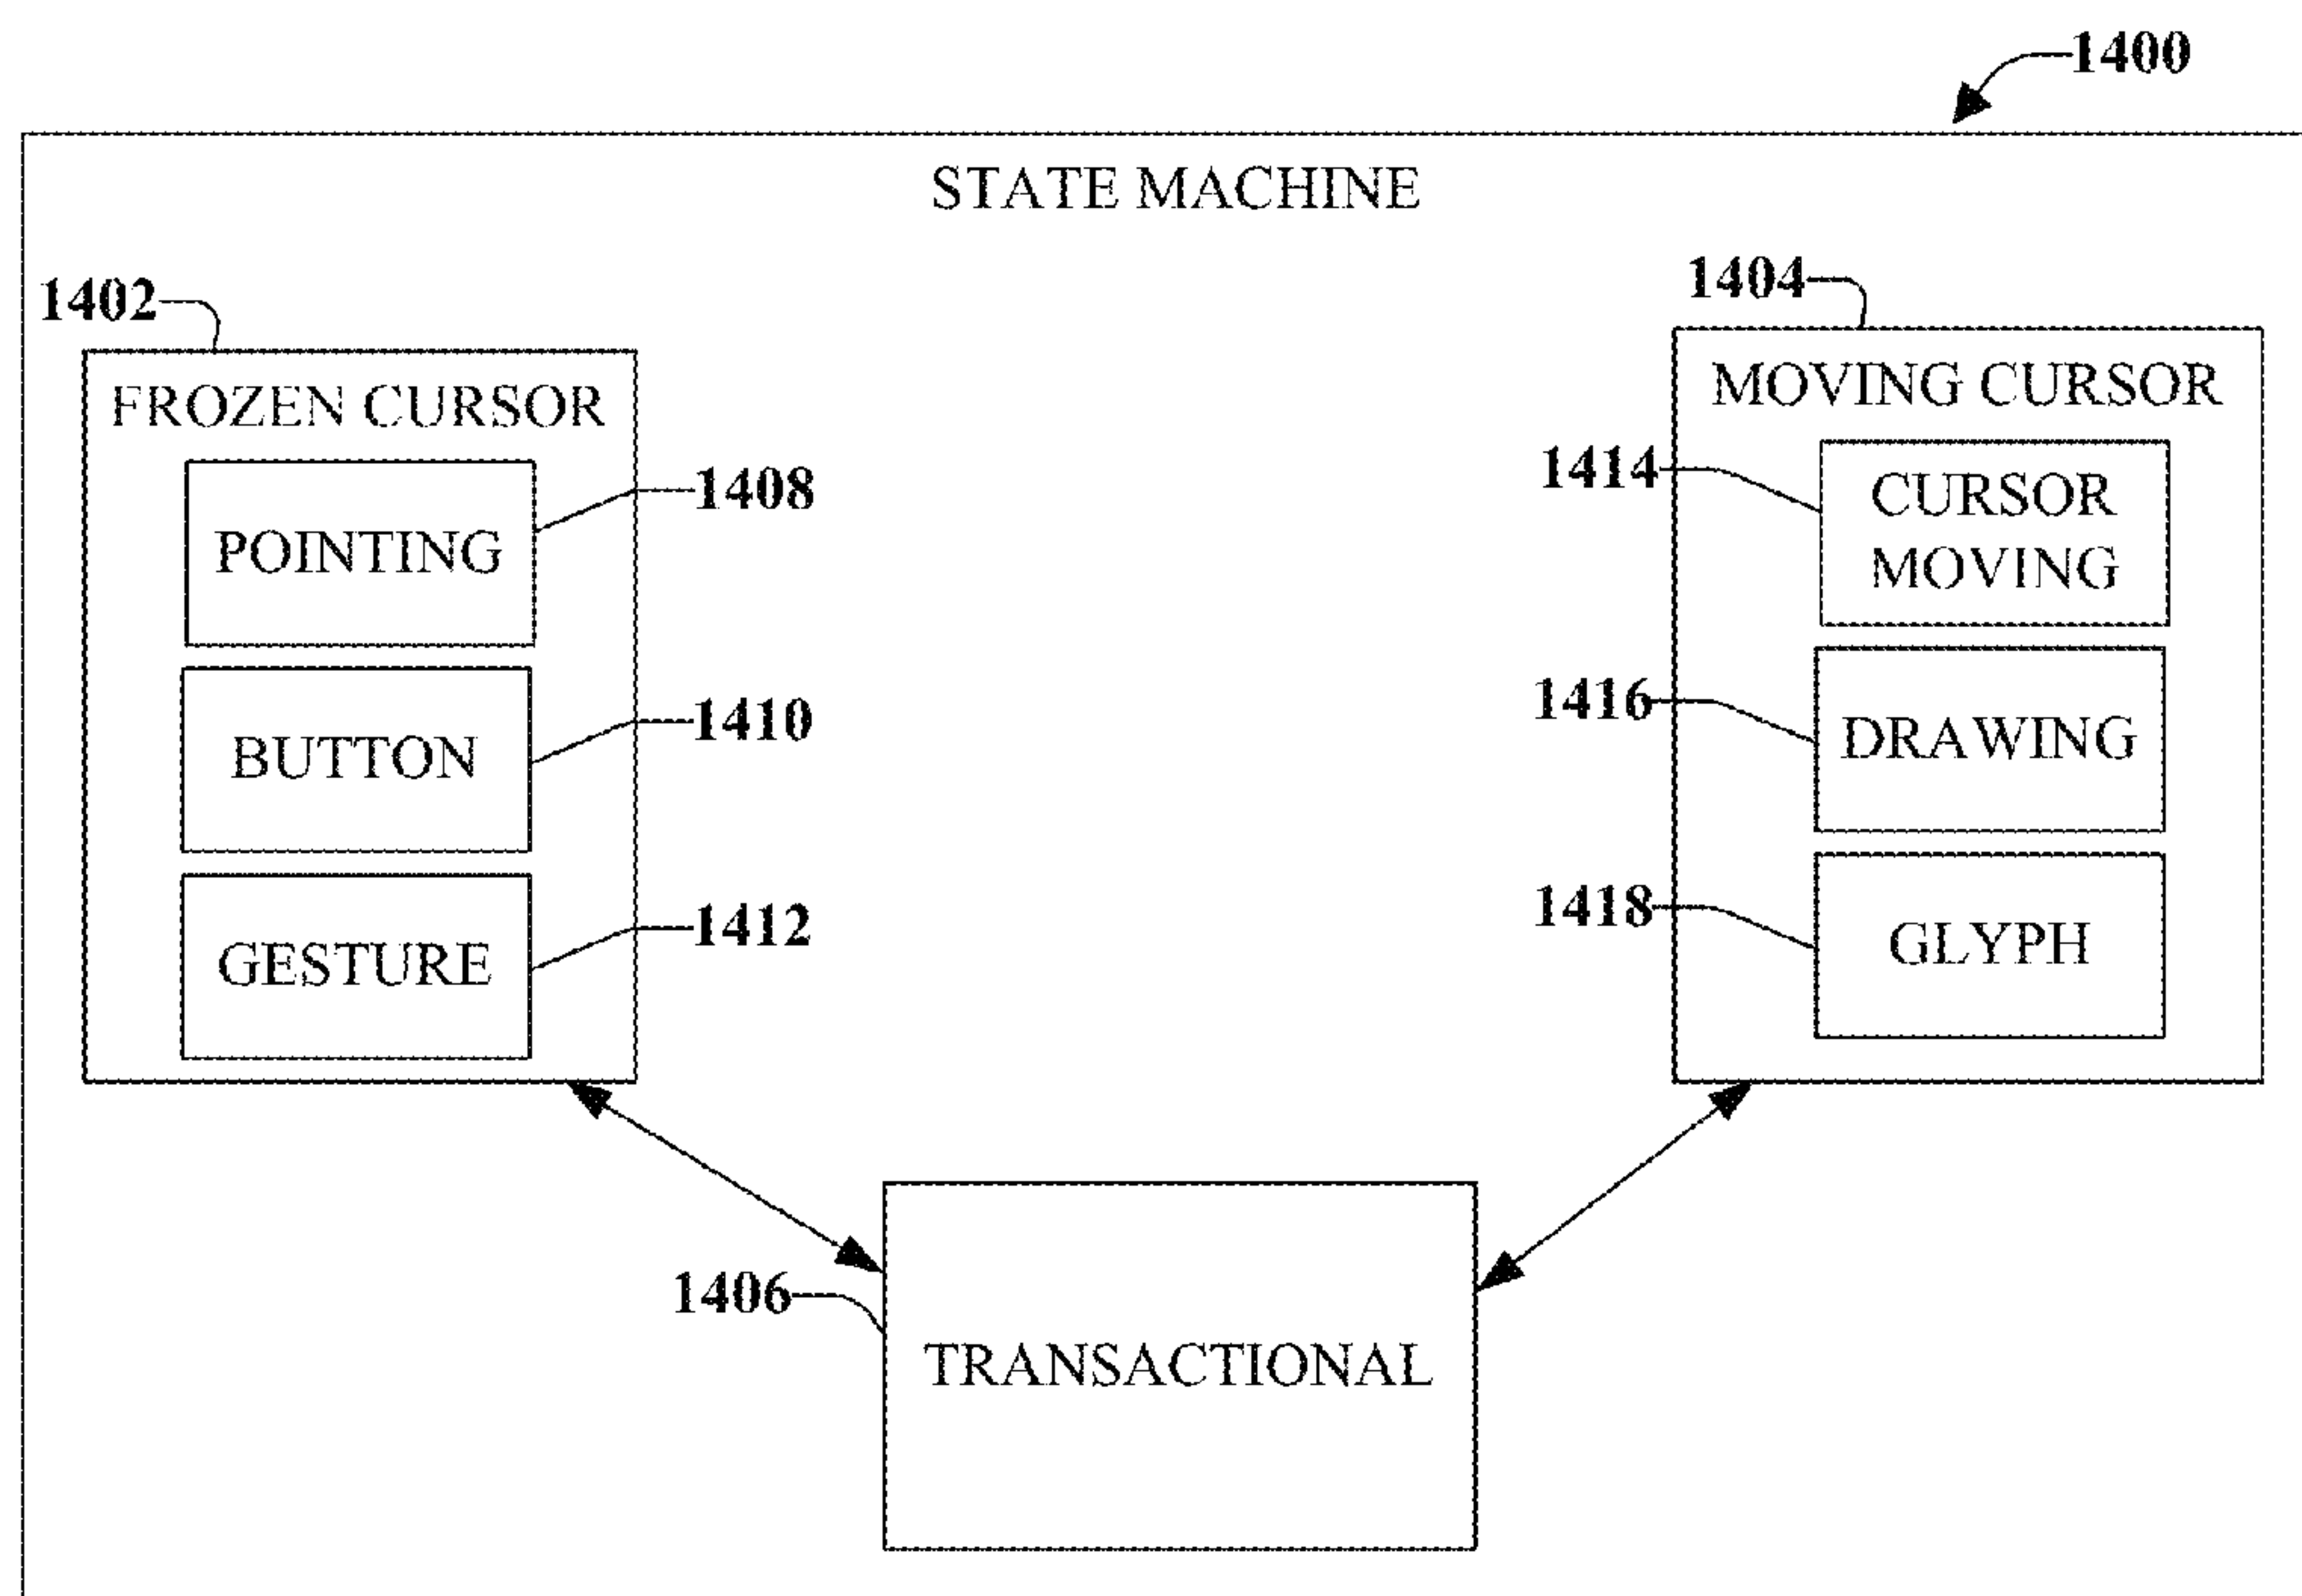 1400
STATE MACHINE
1402
FROZEN CURSOR
POINTING
1408
BUTTON
1410
GESTURE
1412
1404
MOVING CURSOR
1414
CURSOR
MOVING
1416
DRAWING
1418
GLYPH
1406
TRANSACTIONAL